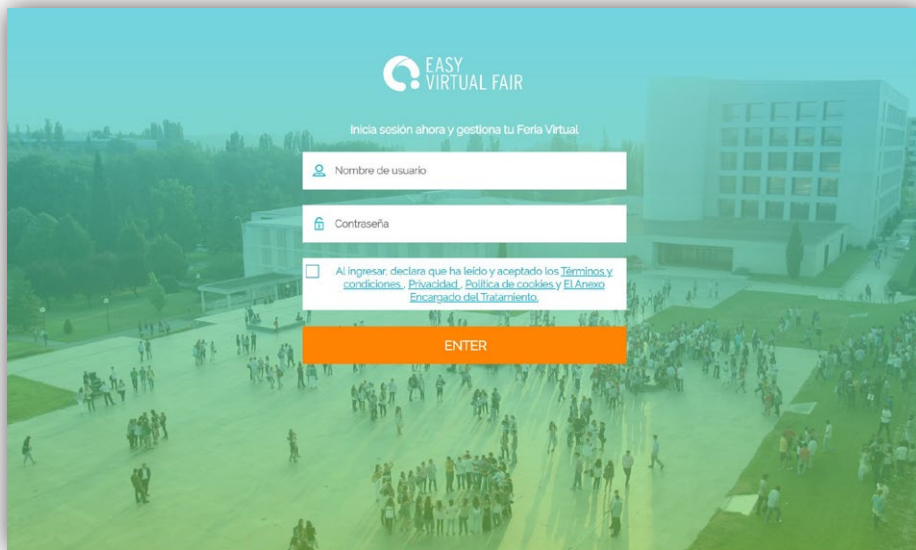 EASY
VIRTUAL FAIR
Inicia sesión ahora y gestiona tu Feria Virtual
Nombre de usuario
Contraseña
Al ingresar, declara que ha leído y aceptado los Términos y
condiciones , Privacidad , Política de cookies y El Anexo
Encargado del Tratamiento.
ENTER